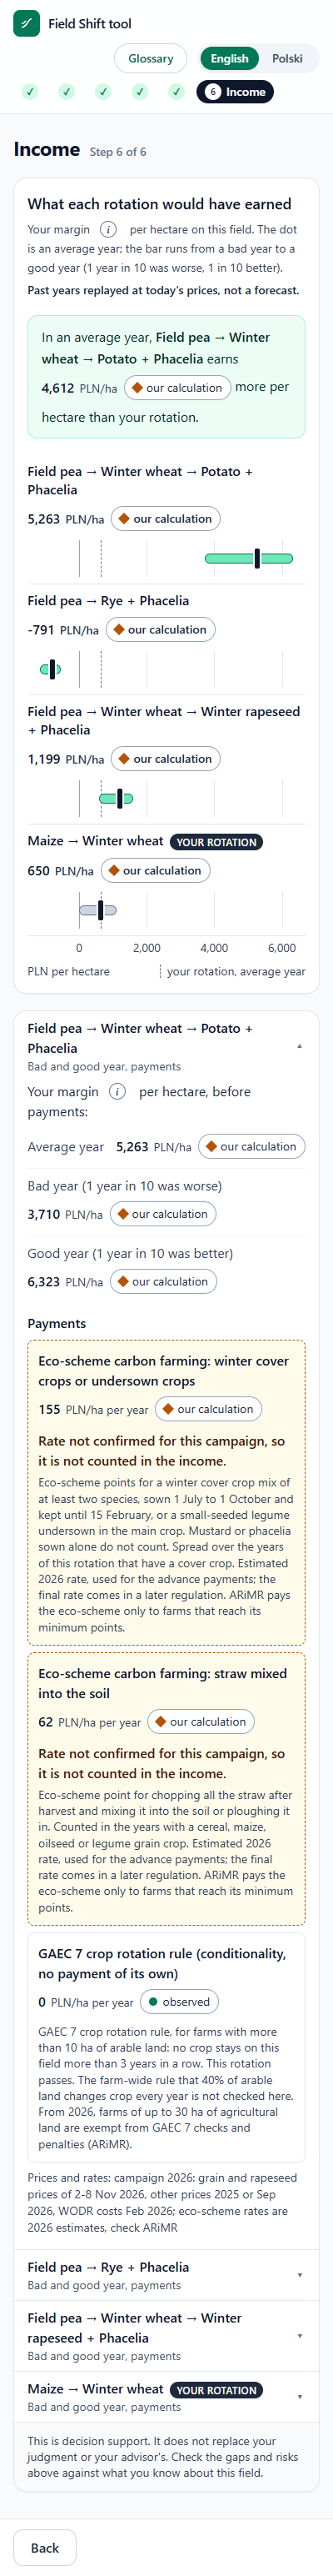 Field Shift tool
Glossary
English
Polski
6 Income
Income Step 6 of 6
What each rotation would have earned
Your margin i per hectare on this field. The dot
is an average year; the bar runs from a bad year to a
good year (1 year in 10 was worse, 1 in 10 better).
Past years replayed at today's prices, not a forecast.
In an average year, Field pea → Winter
wheat → Potato + Phacelia earns
4,612 PLN/ha our calculation more per
hectare than your rotation.
Field pea → Winter wheat → Potato +
Phacelia
5,263 PLN/ha our calculation
Field pea → Rye + Phacelia
-791 PLN/ha our calculation
Field pea → Winter wheat → Winter rapeseed
+ Phacelia
1,199 PLN/ha our calculation
Maize → Winter wheat YOUR ROTATION
650 PLN/ha our calculation
0 2,000 4,000 6,000
PLN per hectare your rotation, average year
Field pea → Winter wheat → Potato +
Phacelia
Bad and good year, payments
Your margin i per hectare, before
payments:
Average year 5,263 PLN/ha our calculation
Bad year (1 year in 10 was worse)
3,710 PLN/ha our calculation
Good year (1 year in 10 was better)
6,323 PLN/ha our calculation
Payments
Eco-scheme carbon farming: winter cover
crops or undersown crops
155 PLN/ha per year our calculation
Rate not confirmed for this campaign, so
it is not counted in the income.
Eco-scheme points for a winter cover crop mix of
at least two species, sown 1 July to 1 October and
kept until 15 February, or a small-seeded legume
undersown in the main crop. Mustard or phacelia
sown alone do not count. Spread over the years
of this rotation that have a cover crop. Estimated
2026 rate, used for the advance payments; the
final rate comes in a later regulation. ARiMR pays
the eco-scheme only to farms that reach its
minimum points.
Eco-scheme carbon farming: straw mixed
into the soil
62 PLN/ha per year our calculation
Rate not confirmed for this campaign, so
it is not counted in the income.
Eco-scheme point for chopping all the straw after
harvest and mixing it into the soil or ploughing it
in. Counted in the years with a cereal, maize,
oilseed or legume grain crop. Estimated 2026
rate, used for the advance payments; the final
rate comes in a later regulation. ARiMR pays the
eco-scheme only to farms that reach its minimum
points.
GAEC 7 crop rotation rule (conditionality,
no payment of its own)
0 PLN/ha per year observed
GAEC 7 crop rotation rule, for farms with more
than 10 ha of arable land: no crop stays on this
field more than 3 years in a row. This rotation
passes. The farm-wide rule that 40% of arable
land changes crop every year is not checked here.
From 2026, farms of up to 30 ha of agricultural
land are exempt from GAEC 7 checks and
penalties (ARiMR).
Prices and rates: campaign 2026: grain and rapeseed
prices of 2-8 Nov 2026, other prices 2025 or Sep
2026, WODR costs Feb 2026; eco-scheme rates are
2026 estimates, check ARiMR
Field pea → Rye + Phacelia
Bad and good year, payments
Field pea → Winter wheat → Winter
rapeseed + Phacelia
Bad and good year, payments
Maize → Winter wheat YOUR ROTATION
Bad and good year, payments
This is decision support. It does not replace your
judgment or your advisor's. Check the gaps and risks
above against what you know about this field.
Back